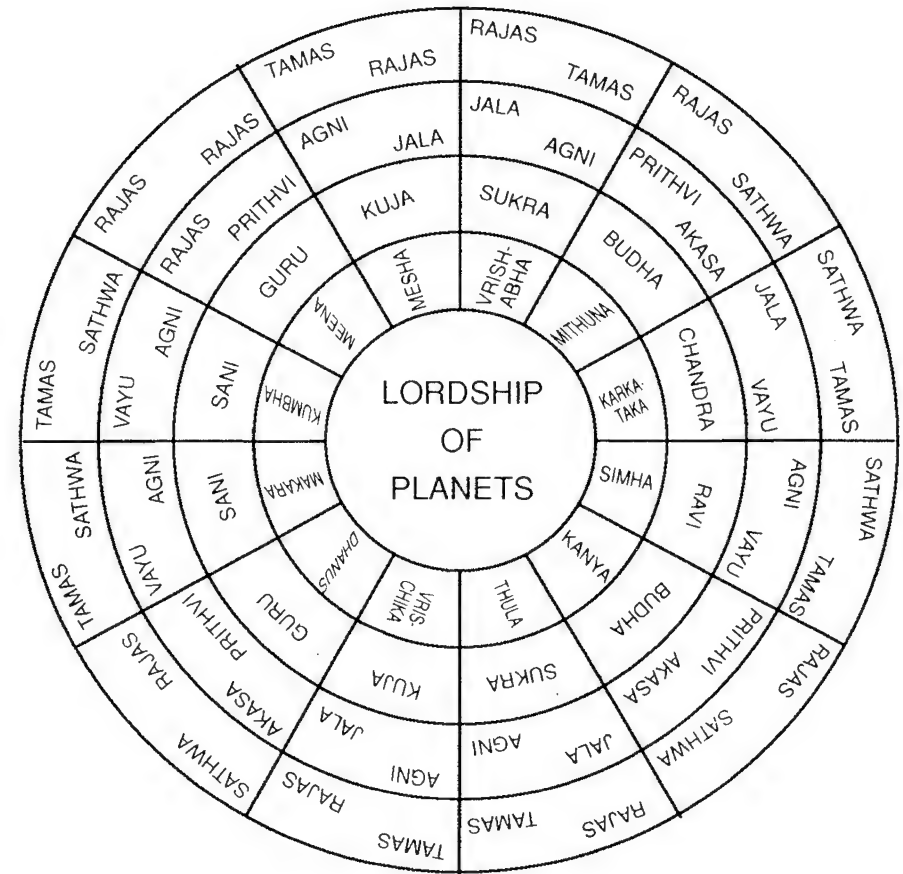 LORDSHIP
OF
PLANETS
MESHA
VRISH-
ABHA
MITHUNA
KARKA-
TAKA
SIMHA
KANYA
THULA
VRIS
CHIKA
DHANUS
MAKARA
KUMBHA
MEENA
KUJA
SUKRA
BUDHA
CHANDRA
RAVI
BUDHA
SUKRA
KUJA
GURU
SANI
SANI
GURU
AGNI
JALA
JALA
AGNI
PRITHVI
AKASA
JALA
VAYU
AGNI
VAYU
PRITHVI
AKASA
JALA
AGNI
AGNI
JALA
AKASA
PRITHVI
VAYU
AGNI
VAYU
AGNI
RAJAS
PRITHVI
TAMAS
RAJAS
RAJAS
TAMAS
RAJAS
SATHWA
SATHWA
TAMAS
SATHWA
TAMAS
RAJAS
SATHWA
RAJAS
TAMAS
TAMAS
RAJAS
SATHWA
RAJAS
TAMAS
SATHWA
TAMAS
SATHWA
RAJAS
RAJAS